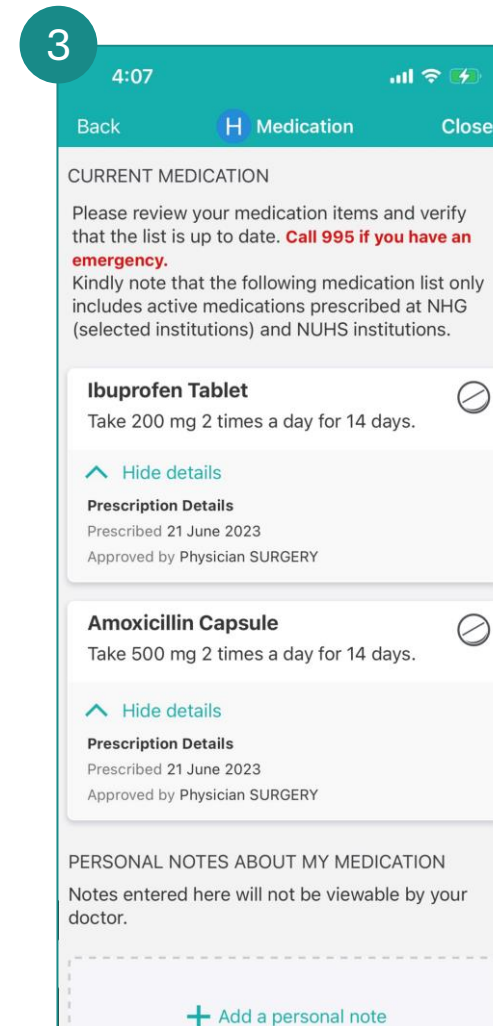 3
4:07
Back H Medication Close
CURRENT MEDICATION
Please review your medication items and verify
that the list is up to date. Call 995 if you have an
emergency.
Kindly note that the following medication list only
includes active medications prescribed at NHG
(selected institutions) and NUHS institutions.
Ibuprofen Tablet
Take 200 mg 2 times a day for 14 days.
Hide details
Prescription Details
Prescribed 21 June 2023
Approved by Physician SURGERY
Amoxicillin Capsule
Take 500 mg 2 times a day for 14 days.
Hide details
Prescription Details
Prescribed 21 June 2023
Approved by Physician SURGERY
PERSONAL NOTES ABOUT MY MEDICATION
Notes entered here will not be viewable by your
doctor.
+ Add a personal note